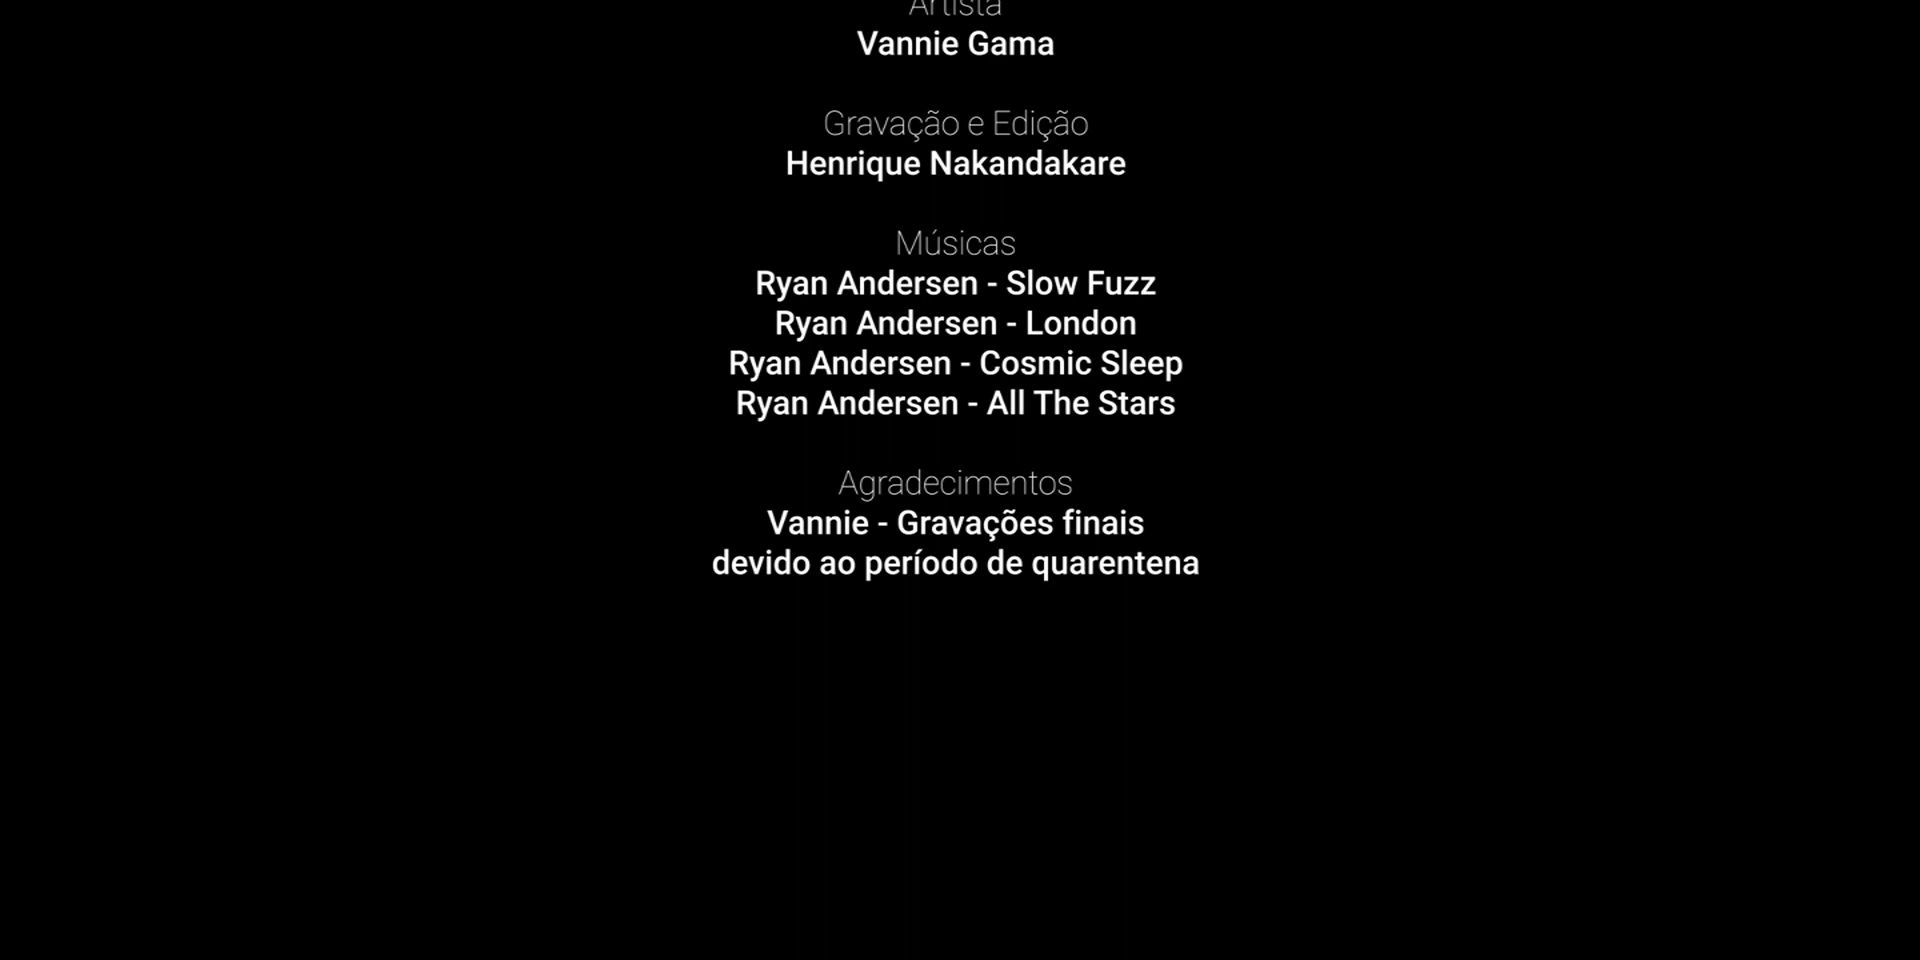 Artista
Vannie Gama
Gravação e Edição
Henrique Nakandakare
Músicas
Ryan Andersen - Slow Fuzz
Ryan Andersen - London
Ryan Andersen - Cosmic Sleep
Ryan Andersen - All The Stars
Agradecimentos
Vannie - Gravações finais
devido ao período de quarentena